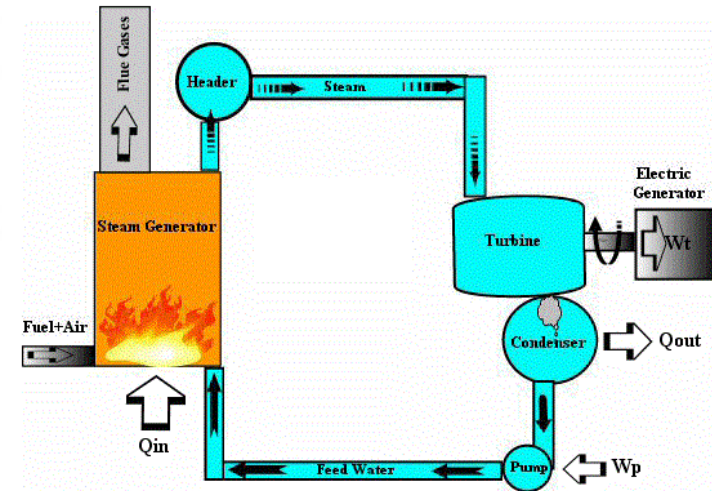 Flue Gases
Header
Steam
Electric
Generator
Steam Generator
Turbine
Wt
Fuel+Air
Condenser
Qout
Qin
Feed Water
Pump
Wp